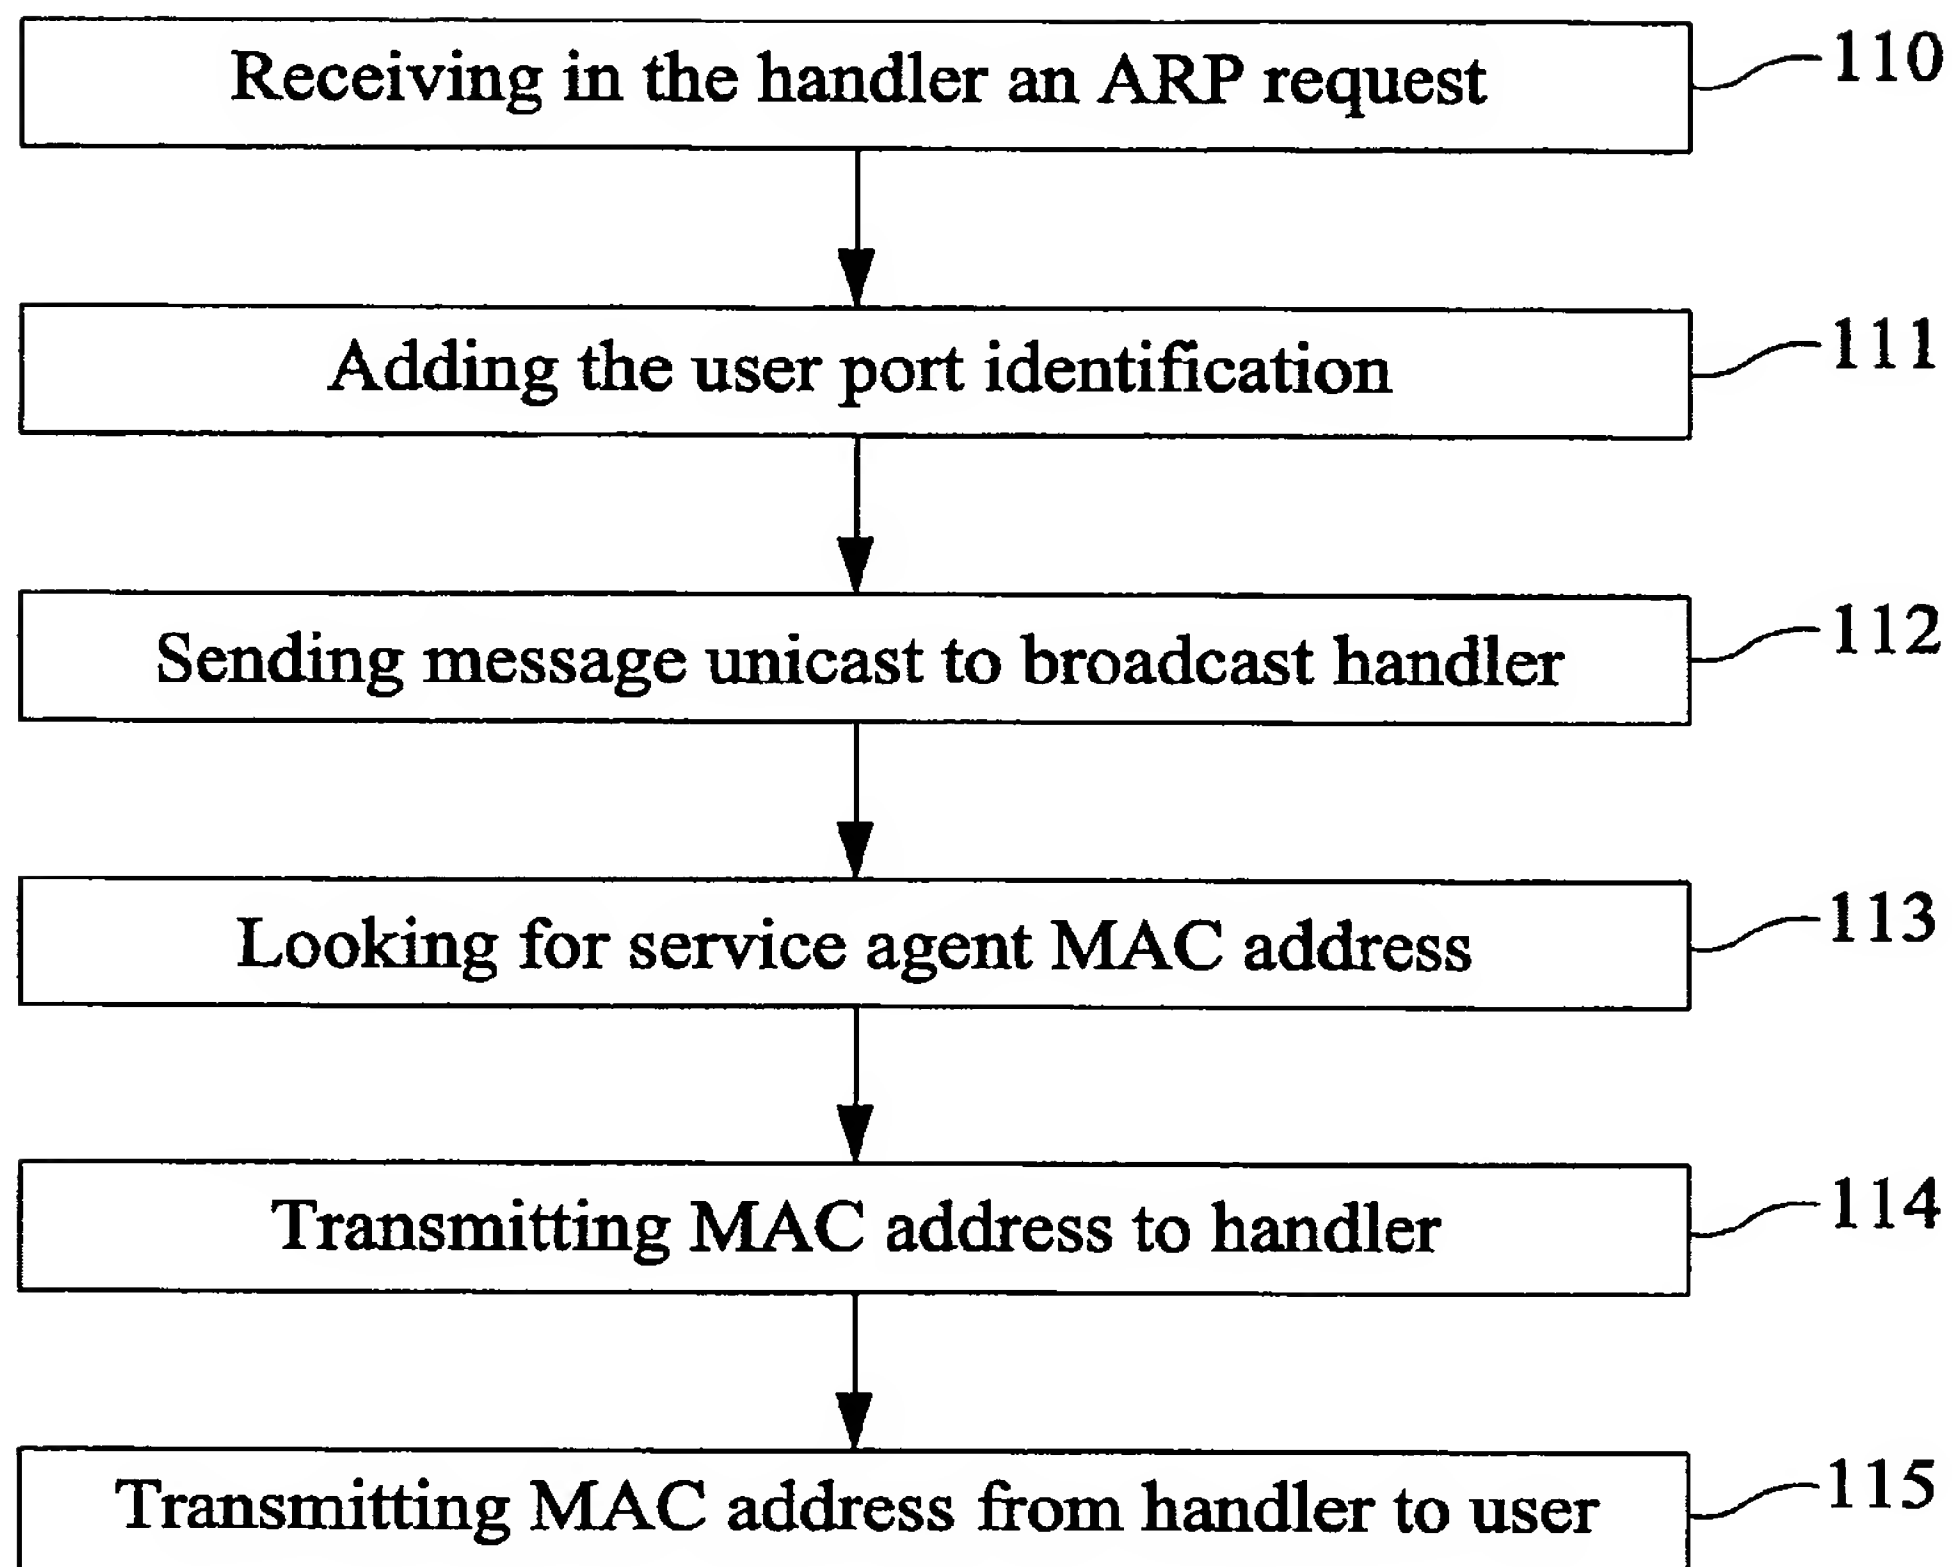 Receiving in the handler an ARP request
110
Adding the user port identification
111
Sending message unicast to broadcast handler
112
Looking for service agent MAC address
113
Transmitting MAC address to handler
114
Transmitting MAC address from handler to user
115